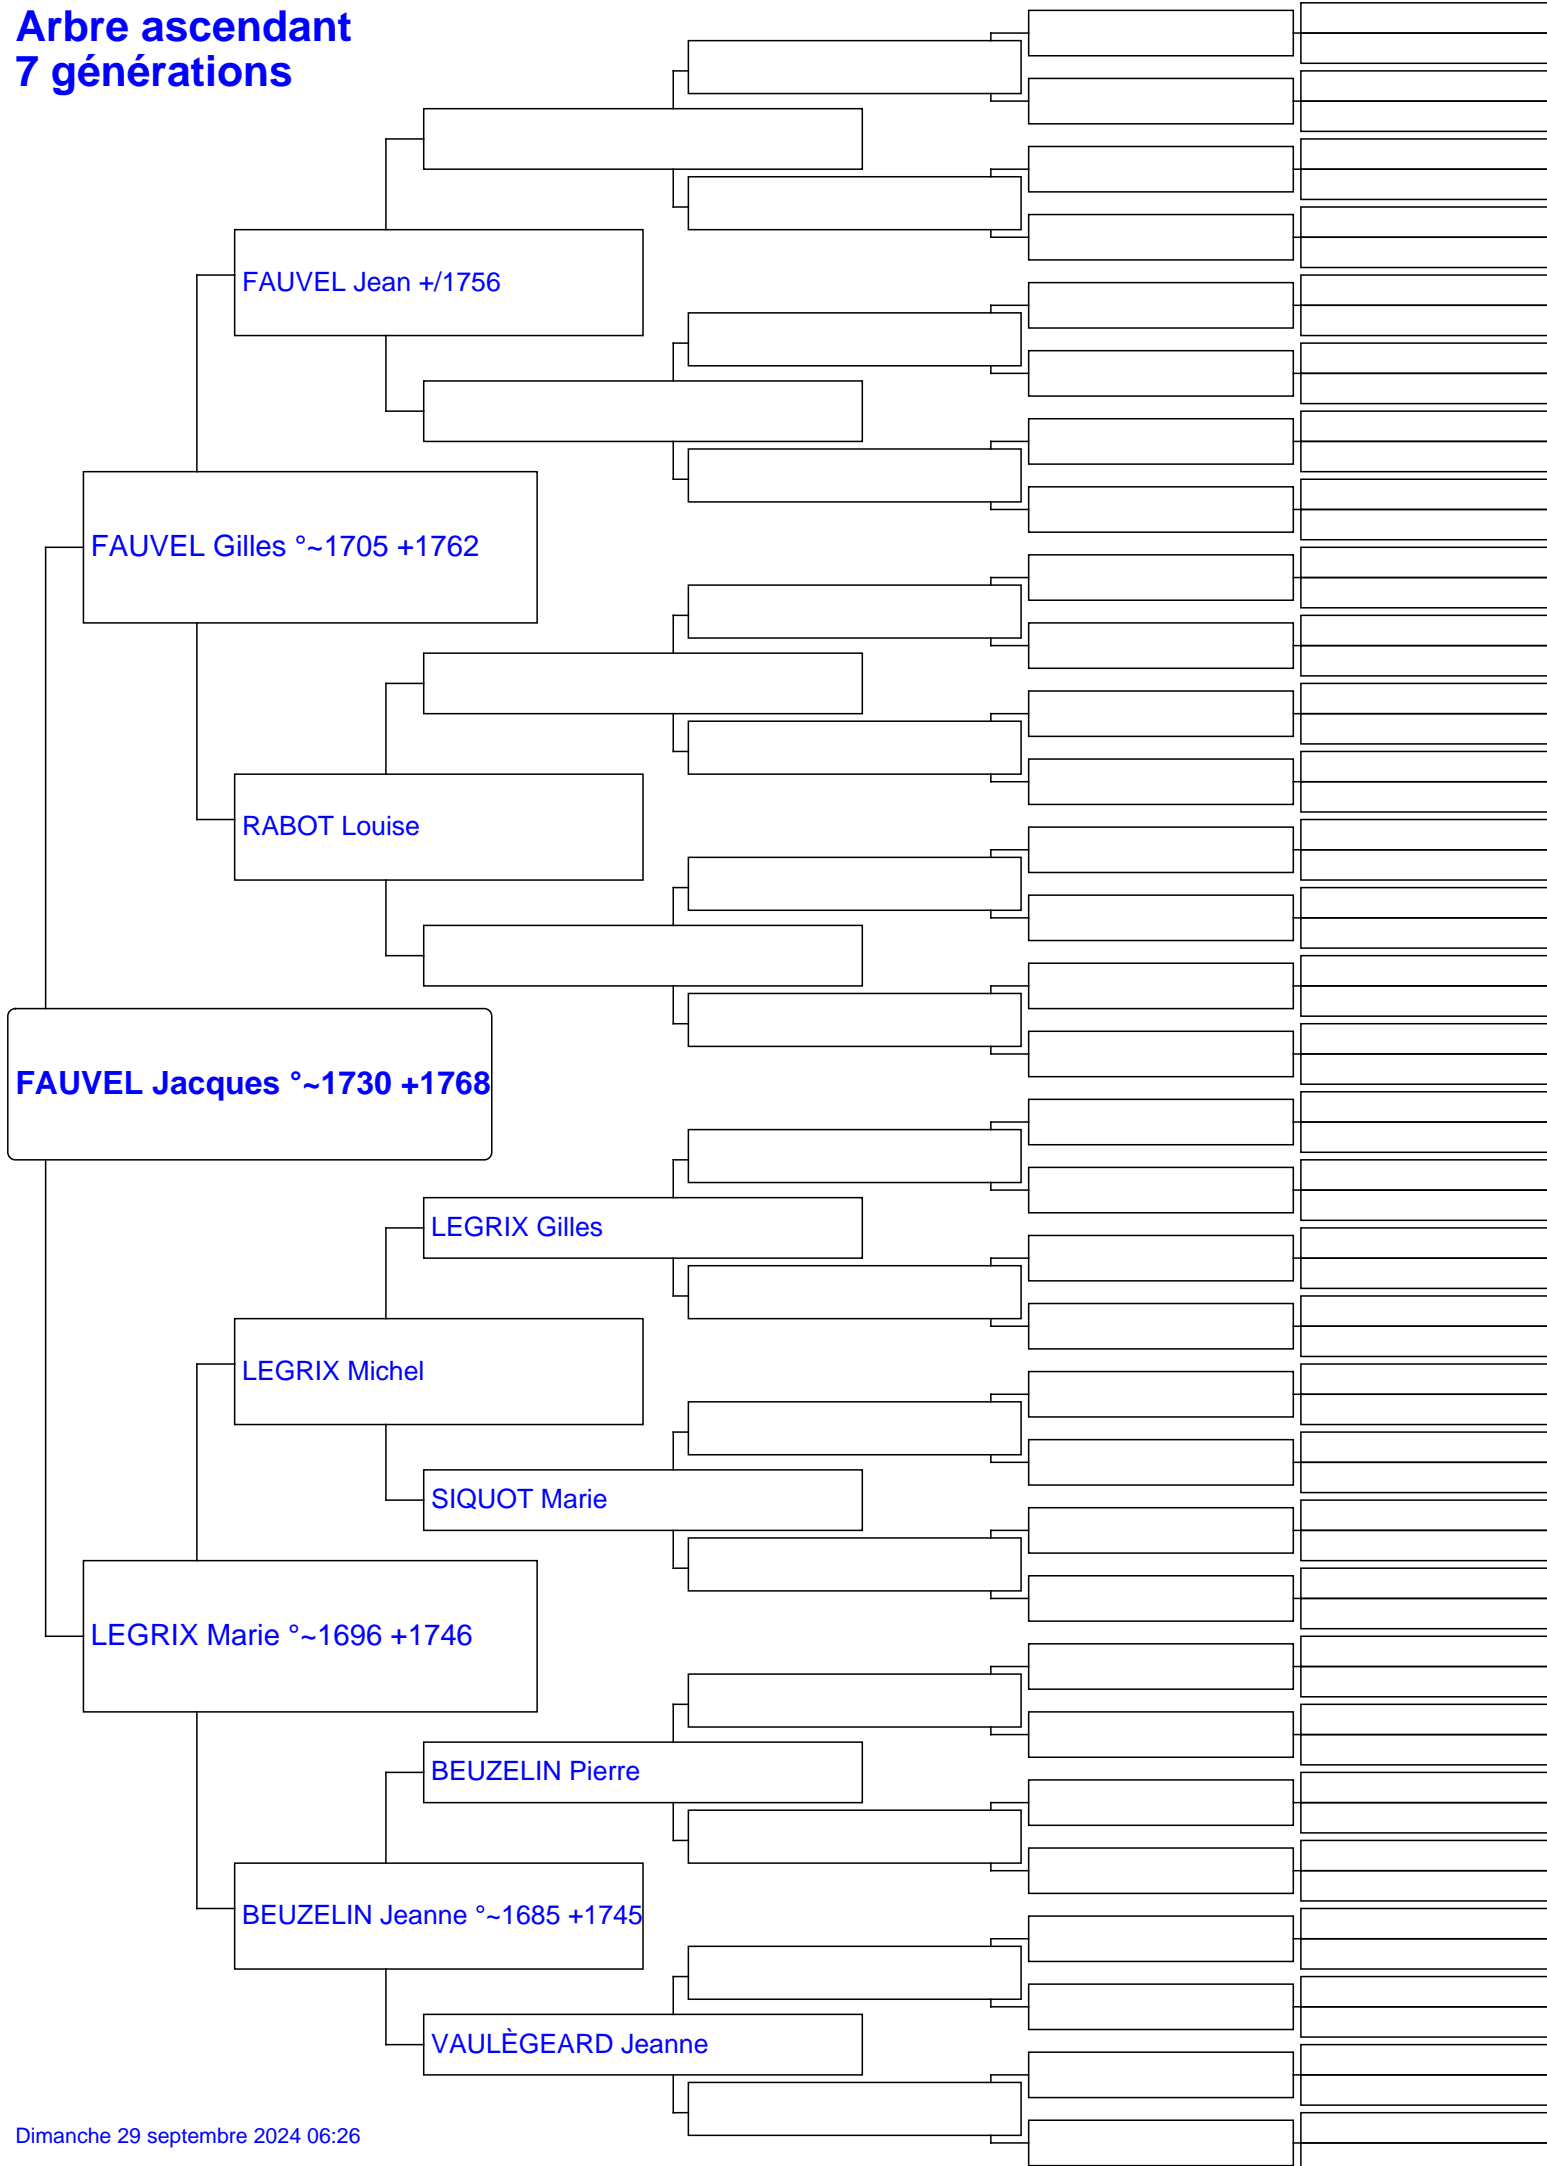 Arbre ascendant
7 générations
FAUVEL Jean +/1756
FAUVEL Gilles °~1705 +1762
RABOT Louise
FAUVEL Jacques °~1730 +1768
LEGRIX Gilles
LEGRIX Michel
SIQUOT Marie
LEGRIX Marie °~1696 +1746
BEUZELIN Pierre
BEUZELIN Jeanne °~1685 +1745
VAULÈGEARD Jeanne
Dimanche 29 septembre 2024 06:26